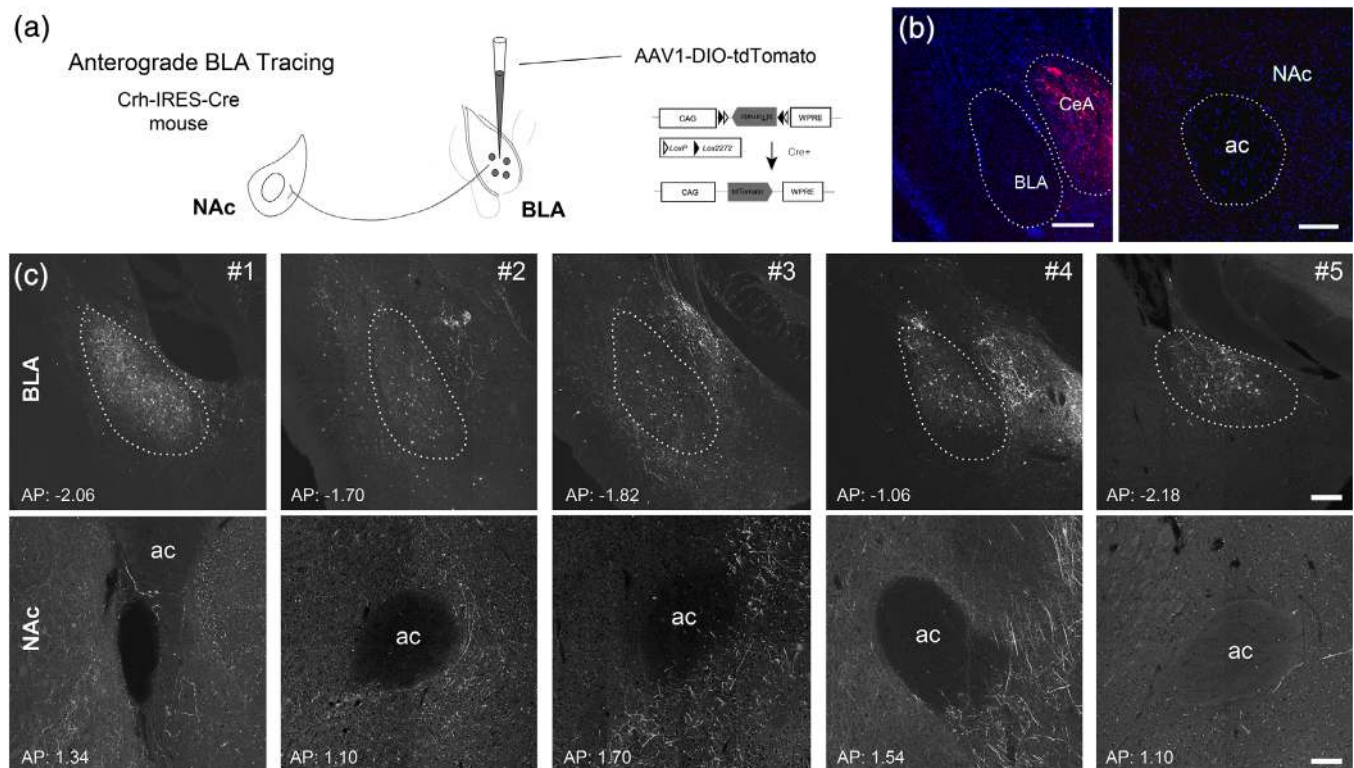 (a)
Anterograde BLA Tracing
Crh-IRES-Cre
mouse
AAV1-DIO-tdTomato
NAc
BLA
CAG
tdTomato
WPRE
LoxP
Lox2272
Cre+
CAG
tdTomato
WPRE
(b)
CeA
BLA
NAc
ac
(c)
BLA
#1
AP: -2.06
#2
AP: -1.70
#3
AP: -1.82
#4
AP: -1.06
#5
AP: -2.18
NAc
ac
AP: 1.34
ac
AP: 1.10
ac
AP: 1.70
ac
AP: 1.54
ac
AP: 1.10